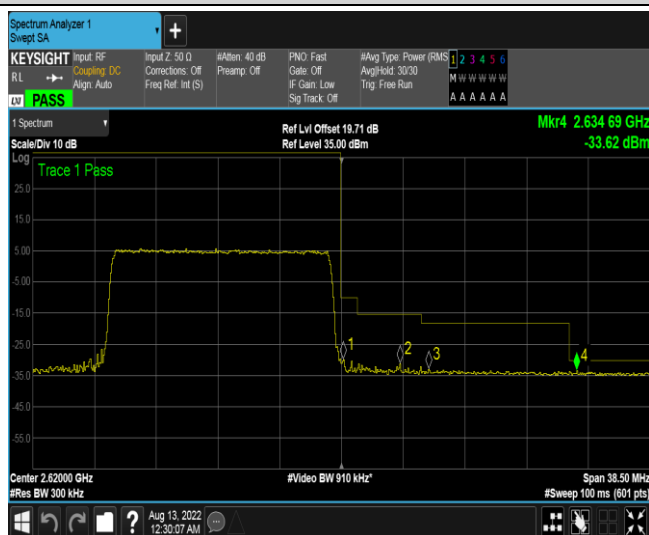 Spectrum Analyzer 1
Swept SA
+
KEYSIGHT Input: RF Input Z: 50 Ω #Atten: 40 dB PNO: Fast #Avg Type: Power (RMS 1 2 3 4 5 6
RL Coupling: DC Corrections: Off Preamp: Off Gate: Off Avg|Hold: 30/30 M W W W W W
Align: Auto Freq Ref: Int (S) IF Gain: Low Trig: Free Run
Sig Track: Off A A A A A A
LXI PASS
1 Spectrum Ref Lvl Offset 19.71 dB Mkr4 2.634 69 GHz
Scale/Div 10 dB Ref Level 35.00 dBm -33.62 dBm
Log
Trace 1 Pass
25.0
15.0
5.00
-5.00
-15.0
-25.0
1 2 3 4
-35.0
-45.0
-55.0
Center 2.62000 GHz #Video BW 910 kHz* Span 38.50 MHz
#Res BW 300 kHz #Sweep 100 ms (601 pts)
? Aug 13, 2022
12:30:07 AM